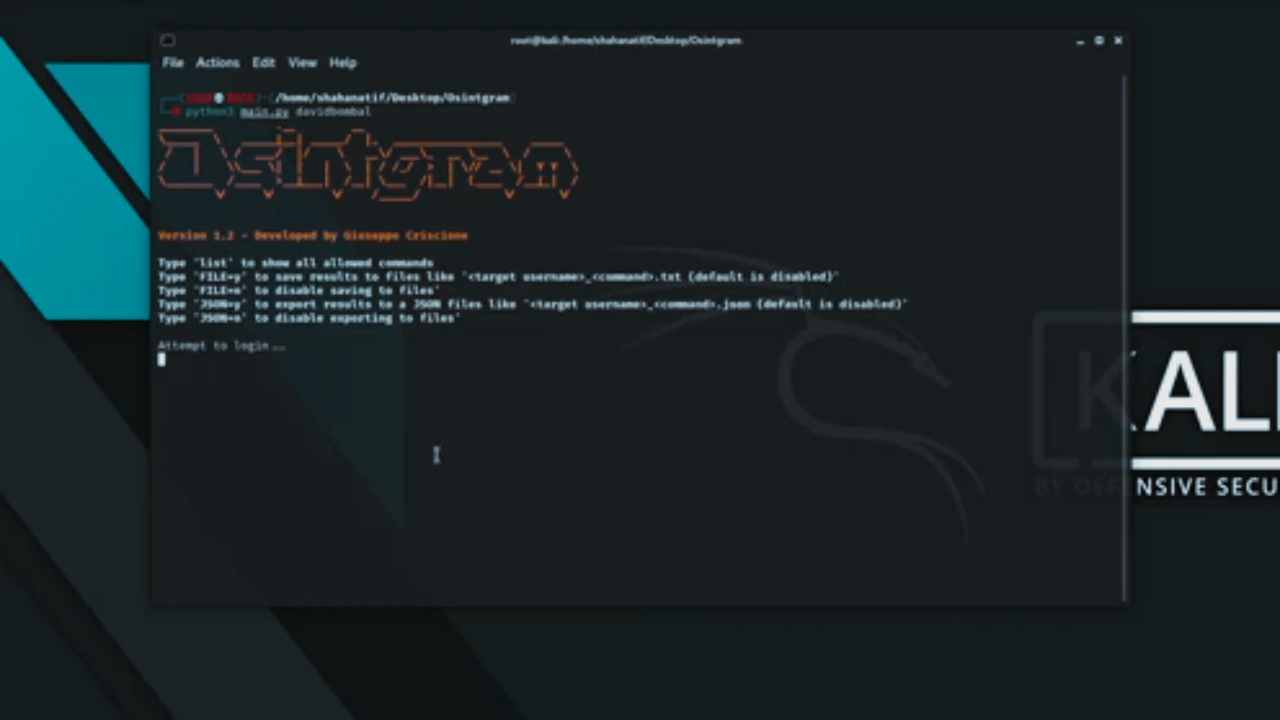 root@kali:/home/shahanatif/Desktop/Osintgram
File Actions Edit View Help
/home/shahanatif/Desktop/Osintgram
python3 main.py davidbombal
Osintgram
Version 1.2 - Developed by Giuseppe Criscione
Type 'list' to show all allowed commands
Type 'FILE=y' to save results to files like '<target username>_<command>.txt (default is disabled)'
Type 'FILE=n' to disable saving to files'
Type 'JSON=y' to export results to a JSON files like '<target username>_<command>.json (default is disabled)'
Type 'JSON=n' to disable exporting to files'
Attempt to login...
KALI
BY OFFENSIVE SECU